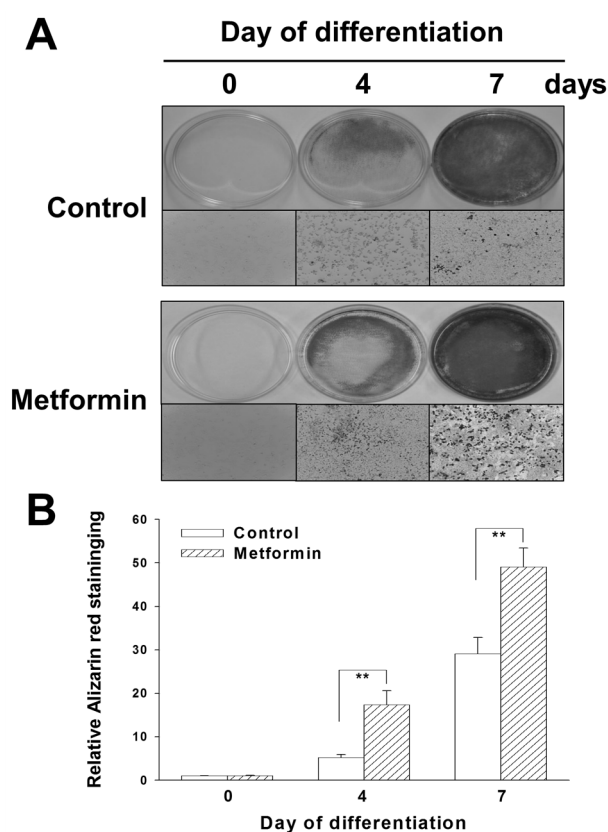 A
Day of differentiation
0 4 7 days
Control
Metformin
B
Relative Alizarin red staininging
60
50
40
30
20
10
0
Control
Metformin
**
**
0 4 7
Day of differentiation